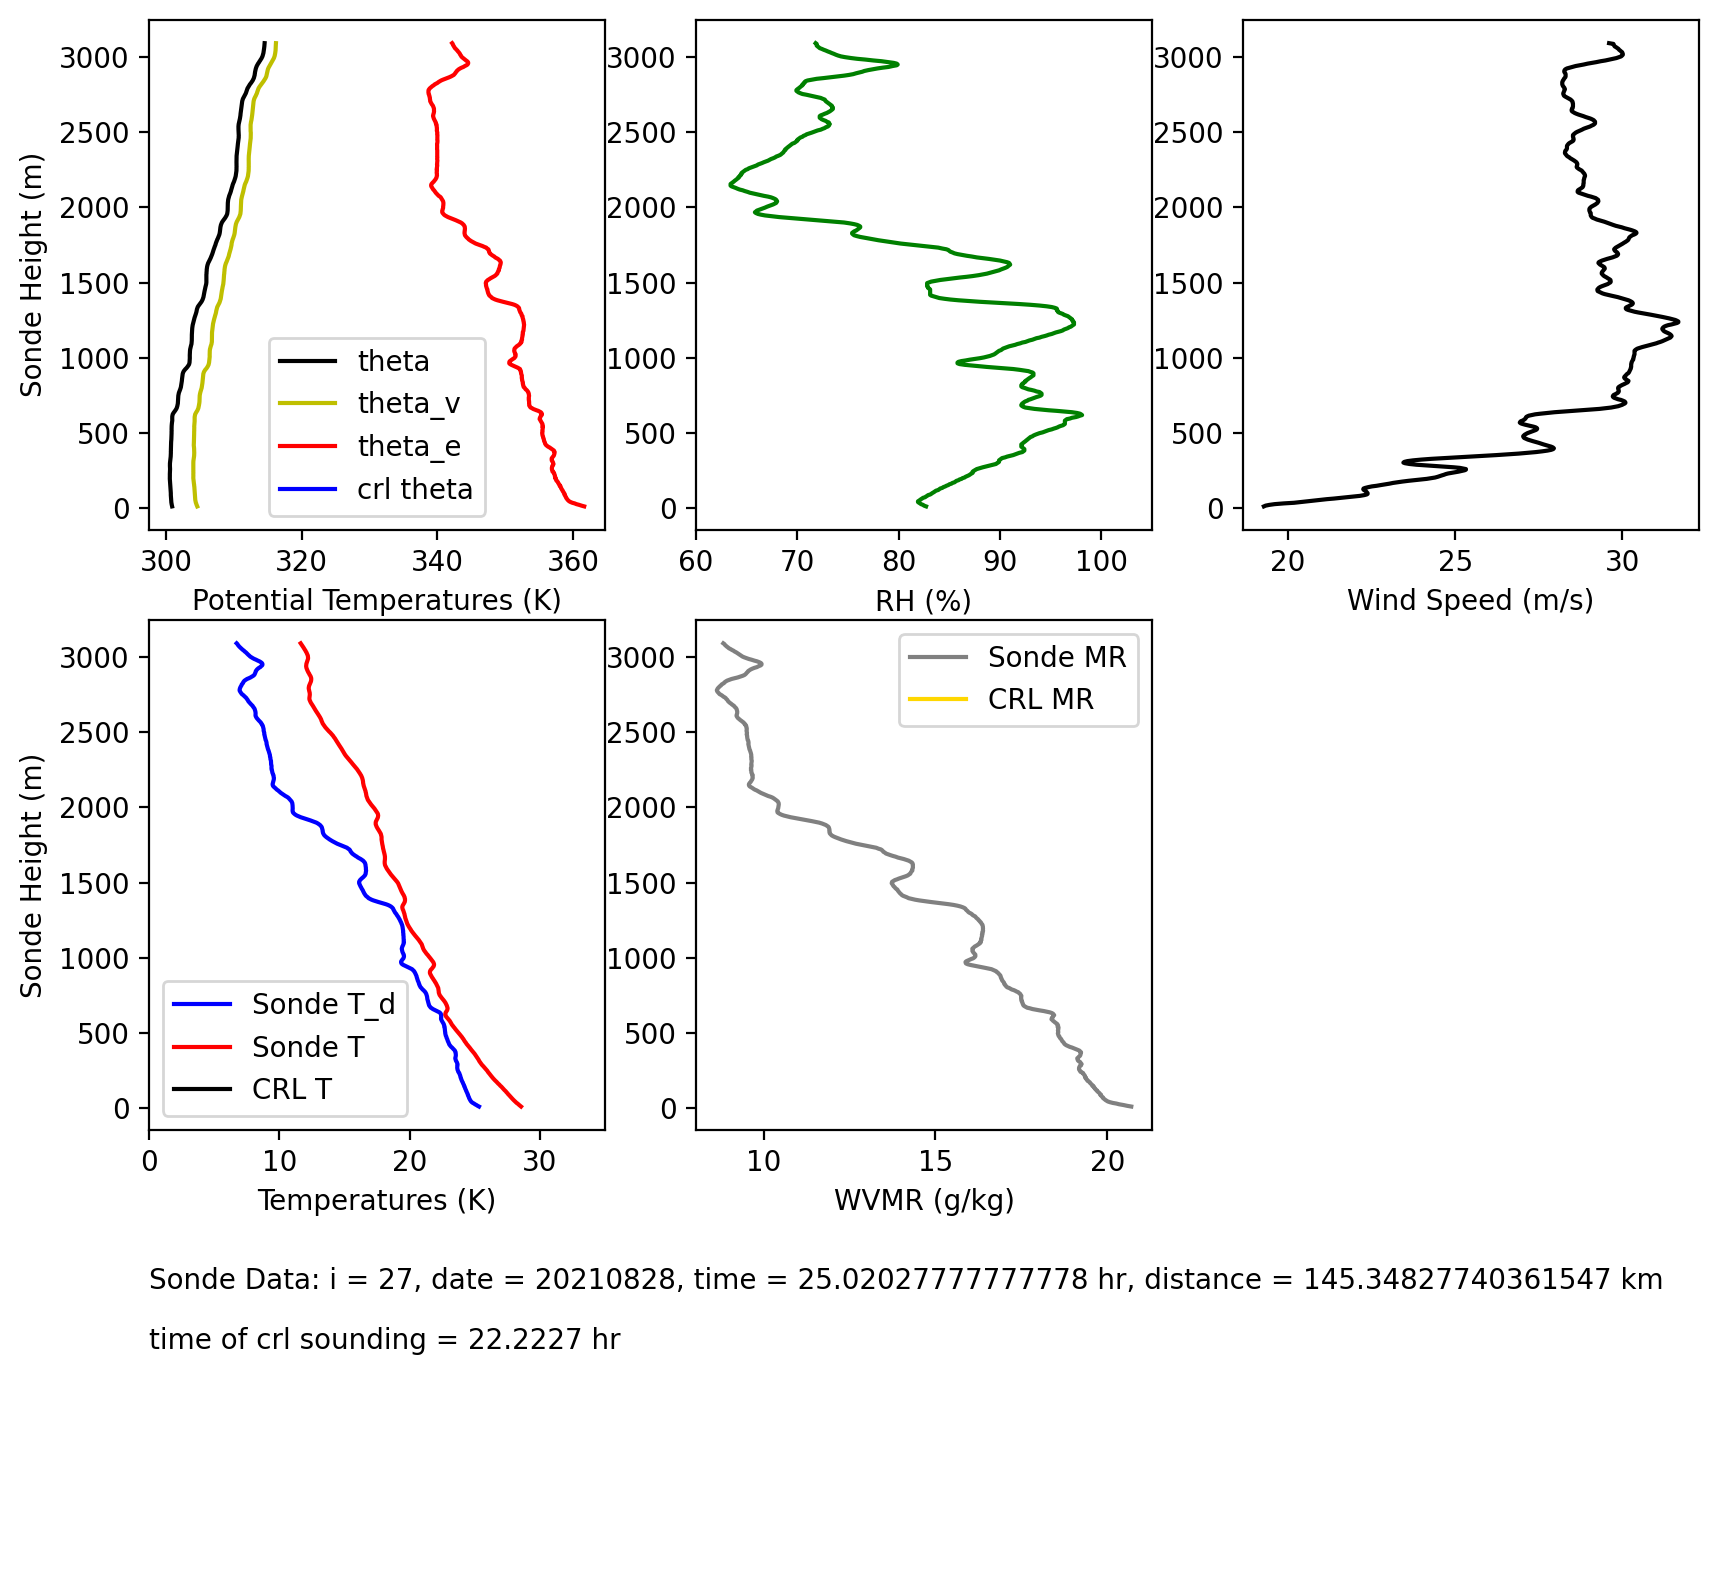 3000
2500
2000
1500
1000
500
0
Sonde Height (m)
theta
theta_v
theta_e
crl theta
300 320 340 360
Potential Temperatures (K)
3000
2500
2000
1500
1000
500
0
60 70 80 90 100
RH (%)
3000
2500
2000
1500
1000
500
0
20 25 30
Wind Speed (m/s)
3000
2500
2000
1500
1000
500
0
Sonde Height (m)
Sonde T_d
Sonde T
CRL T
0 10 20 30
Temperatures (K)
3000
2500
2000
1500
1000
500
0
Sonde MR
CRL MR
10 15 20
WVMR (g/kg)
Sonde Data: i = 27, date = 20210828, time = 25.02027777777778 hr, distance = 145.34827740361547 km
time of crl sounding = 22.2227 hr